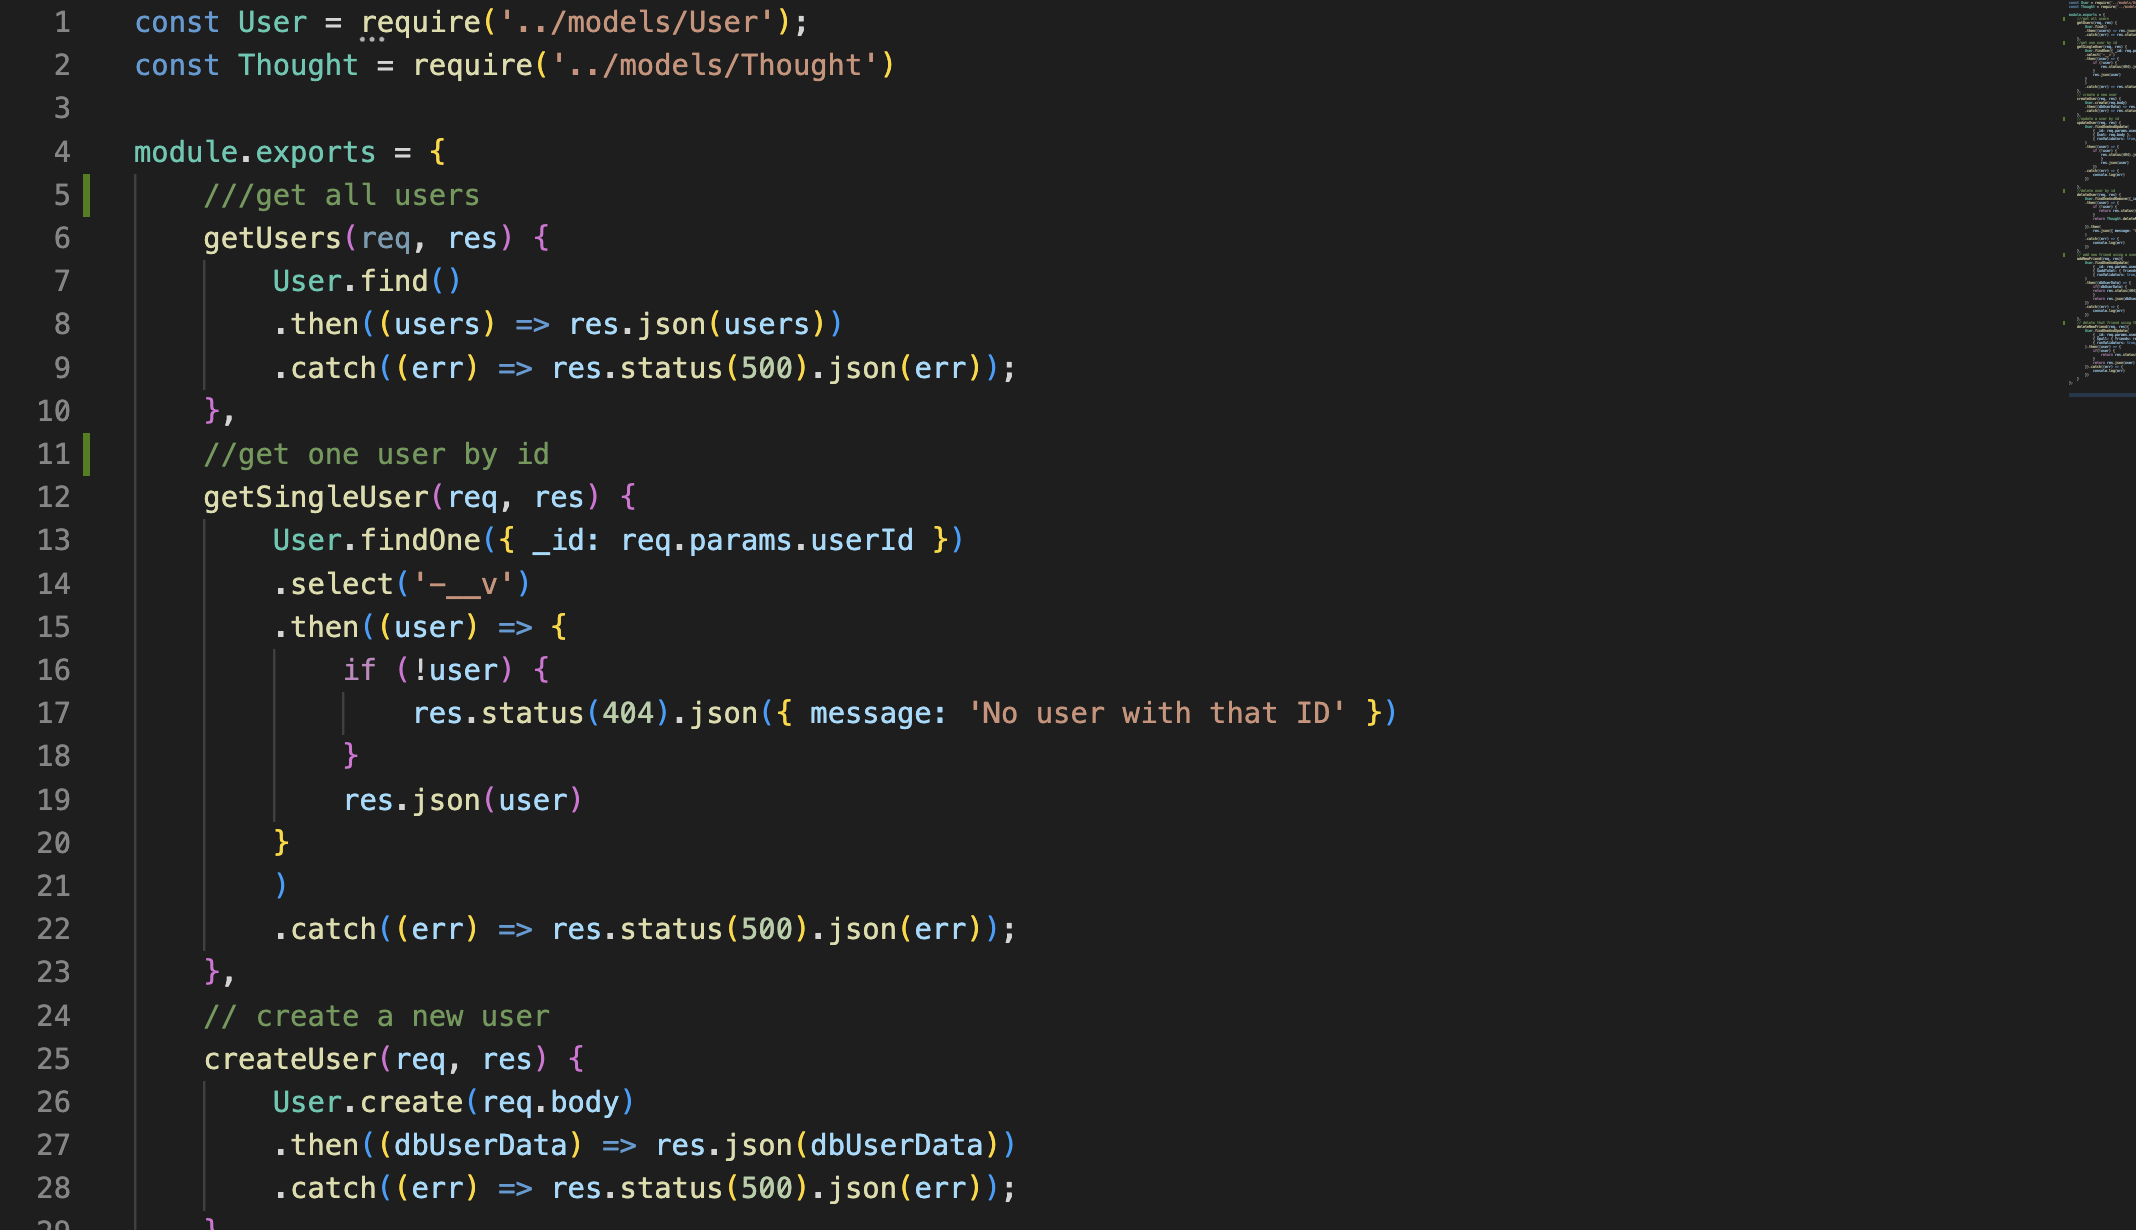 1 const User = require('../models/User');
2 const Thought = require('../models/Thought')
3
4 module.exports = {
5 ///get all users
6 getUsers(req, res) {
7 User.find()
8 .then((users) => res.json(users))
9 .catch((err) => res.status(500).json(err));
10 },
11 //get one user by id
12 getSingleUser(req, res) {
13 User.findOne({ _id: req.params.userId })
14 .select('-__v')
15 .then((user) => {
16 if (!user) {
17 res.status(404).json({ message: 'No user with that ID' })
18 }
19 res.json(user)
20 }
21 )
22 .catch((err) => res.status(500).json(err));
23 },
24 // create a new user
25 createUser(req, res) {
26 User.create(req.body)
27 .then((dbUserData) => res.json(dbUserData))
28 .catch((err) => res.status(500).json(err));
29 }